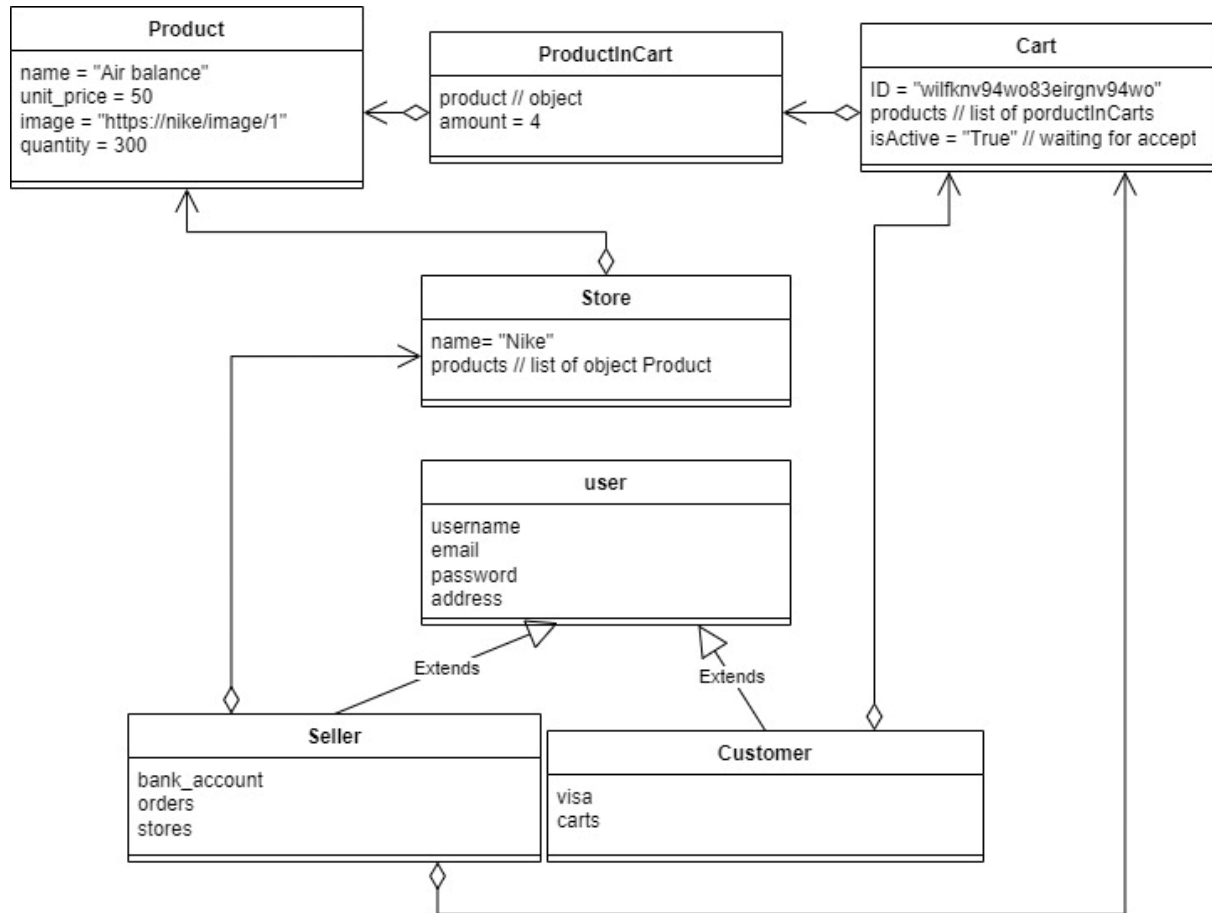 Product
name = "Air balance"
unit_price = 50
image = "https://nike/image/1"
quantity = 300
ProductInCart
product // object
amount = 4
Cart
ID = "wilfknv94wo83eirgnv94wo"
products // list of porductInCarts
isActive = "True" // waiting for accept
Store
name= "Nike"
products // list of object Product
user
username
email
password
address
Extends
Extends
Seller
bank_account
orders
stores
Customer
visa
carts